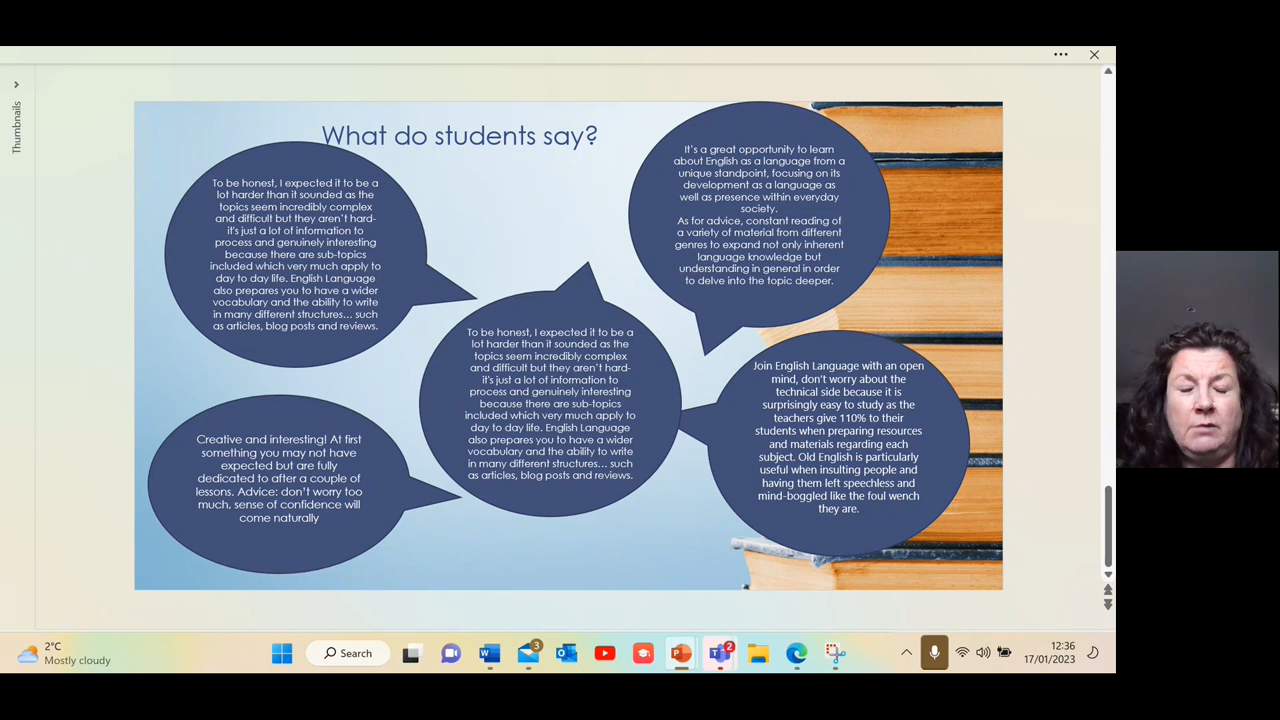 Thumbnails
What do students say?
To be honest, I expected it to be a
lot harder than it sounded as the
topics seem incredibly complex
and difficult but they aren't hard-
it's just a lot of information to
process and genuinely interesting
because there are sub-topics
included which very much apply to
day to day life. English Language
also prepares you to have a wider
vocabulary and the ability to write
in many different structures… such
as articles, blog posts and reviews.
It's a great opportunity to learn
about English as a language from a
unique standpoint, focusing on its
development as a language as
well as presence within everyday
society.
As for advice, constant reading of
a variety of material from different
genres to expand not only inherent
language knowledge but
understanding in general in order
to delve into the topic deeper.
To be honest, I expected it to be a
lot harder than it sounded as the
topics seem incredibly complex
and difficult but they aren't hard-
it's just a lot of information to
process and genuinely interesting
because there are sub-topics
included which very much apply to
day to day life. English Language
also prepares you to have a wider
vocabulary and the ability to write
in many different structures… such
as articles, blog posts and reviews.
Join English Language with an open
mind, don't worry about the
technical side because it is
surprisingly easy to study as the
teachers give 110% to their
students when preparing resources
and materials regarding each
subject. Old English is particularly
useful when insulting people and
having them left speechless and
mind-boggled like the foul wench
they are.
Creative and interesting! At first
something you may not have
expected but are fully
dedicated to after a couple of
lessons. Advice: don't worry too
much, sense of confidence will
come naturally
2°C
Mostly cloudy
Search
3
2
12:36
17/01/2023